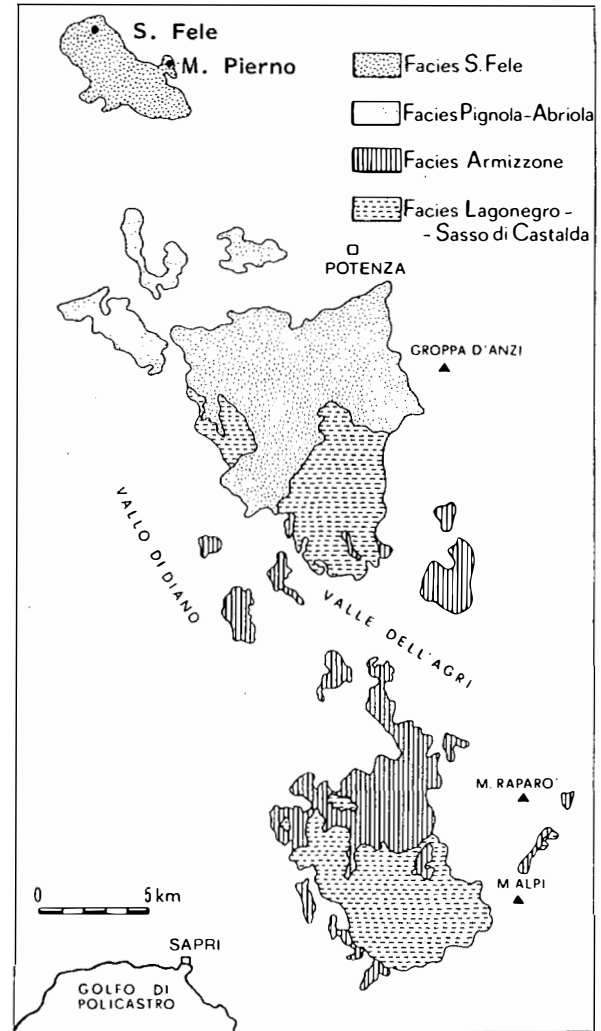 S. Fele
M. Pierno
Facies S.Fele
Facies Pignola-Abriola
Facies Armizzone
Facies Lagonegro -
- Sasso di Castalda
POTENZA
GROPPA D'ANZI
VALLO DI DIANO
VALLE DELL'AGRI
M. RAPARO
M ALPI
0 5 km
SAPRI
GOLFO DI
POLICASTRO